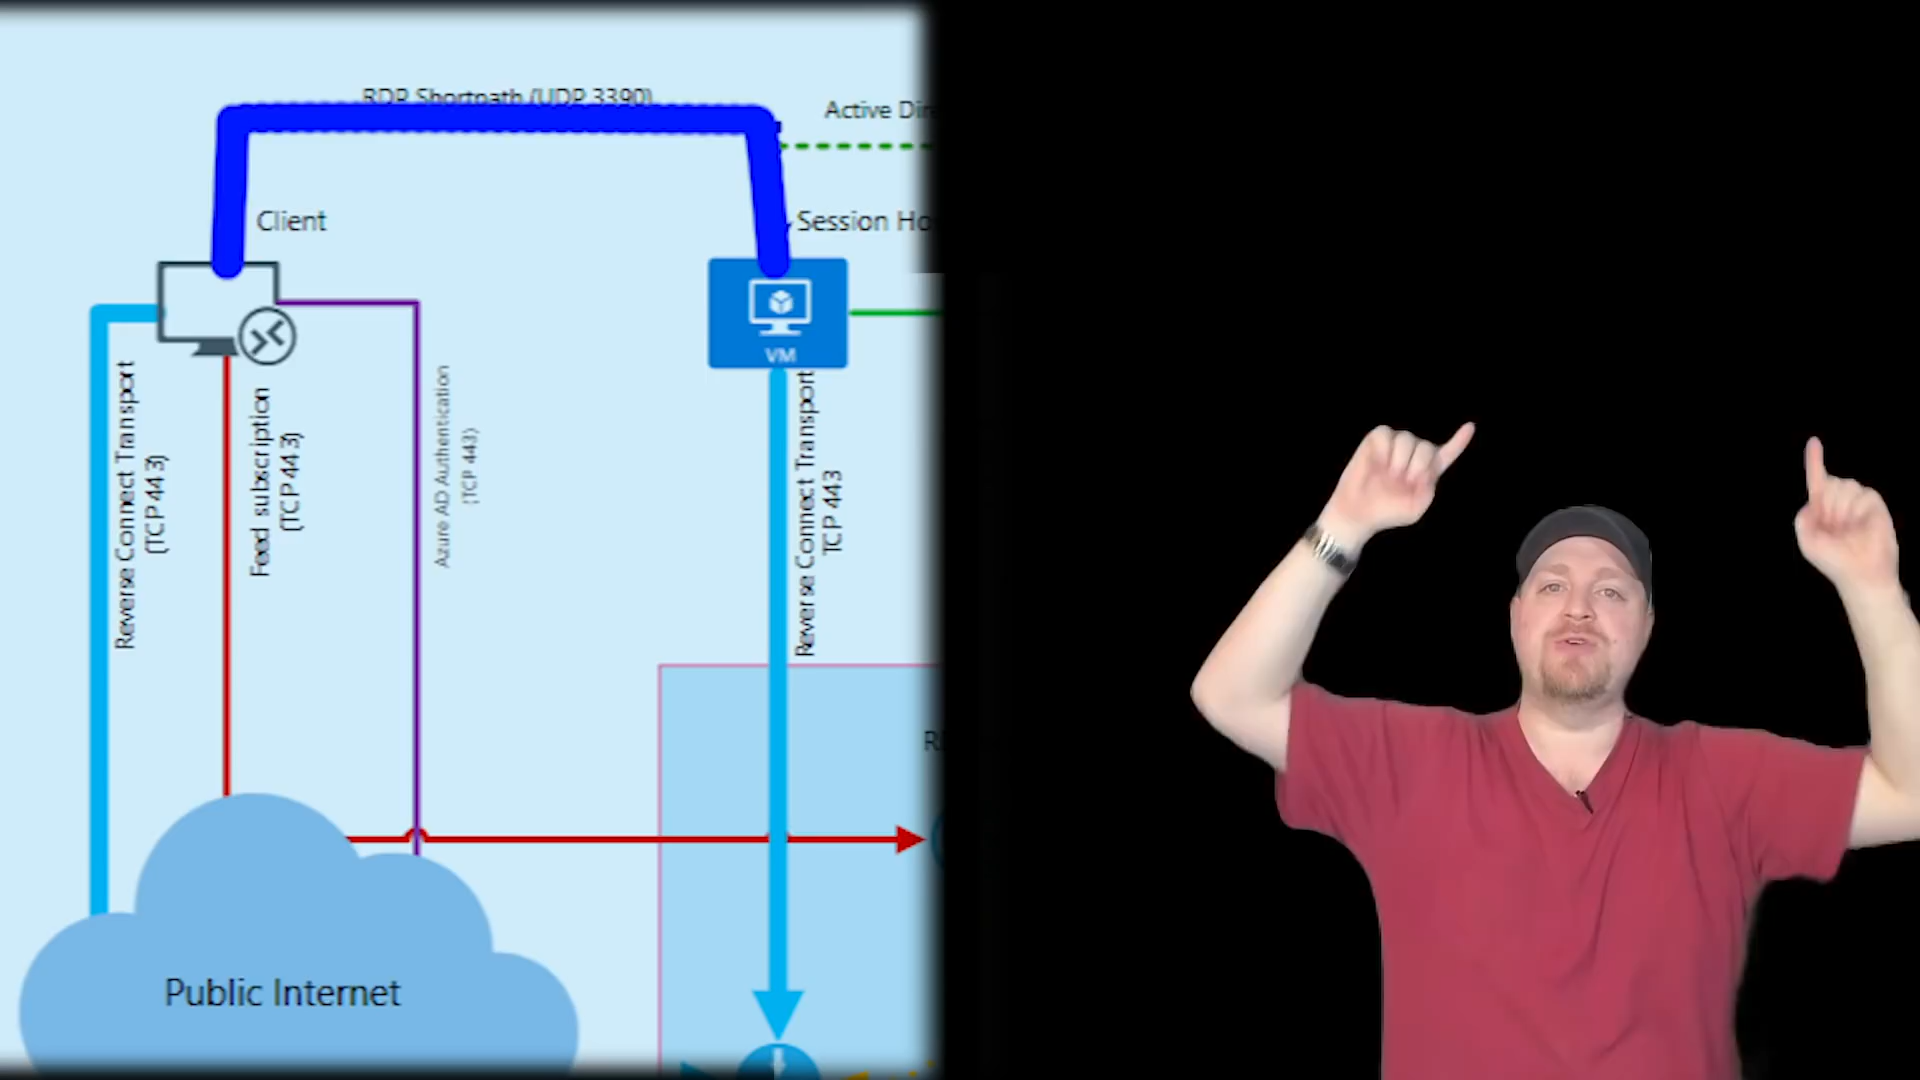 RDP Shortpath (UDP 3390)
Active
Client
Session
VM
Reverse Connect Transport
(TCP 443)
Feed subscription
(TCP 443)
Azure AD Authentication
(TCP 443)
Reverse Connect Transport
TCP 443
Public Internet